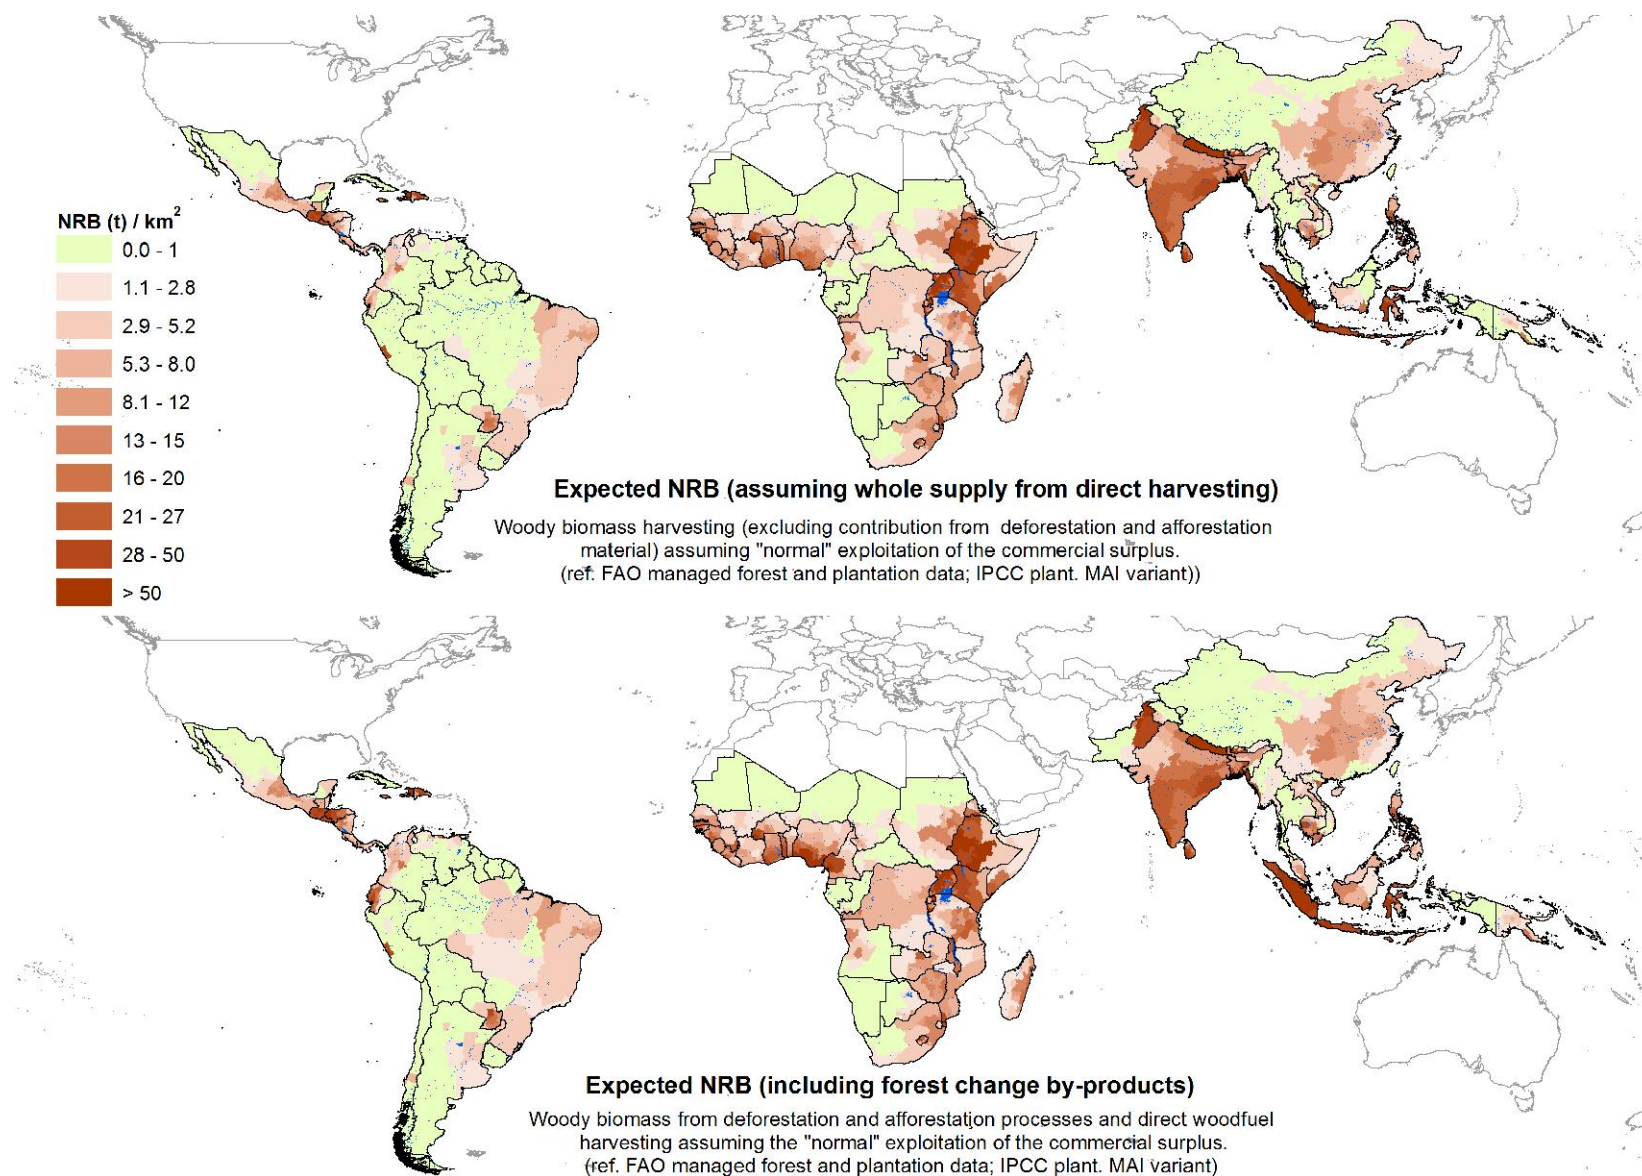 NRB (t) / km2
0.0 - 1
1.1 - 2.8
2.9 - 5.2
5.3 - 8.0
8.1 - 12
13 - 15
16 - 20
21 - 27
28 - 50
> 50
Expected NRB (assuming whole supply from direct harvesting)
Woody biomass harvesting (excluding contribution from deforestation and afforestation
material) assuming "normal" exploitation of the commercial surplus.
(ref. FAO managed forest and plantation data; IPCC plant. MAI variant))
Expected NRB (including forest change by-products)
Woody biomass from deforestation and afforestation processes and direct woodfuel
harvesting assuming the "normal" exploitation of the commercial surplus.
(ref. FAO managed forest and plantation data; IPCC plant. MAI variant)